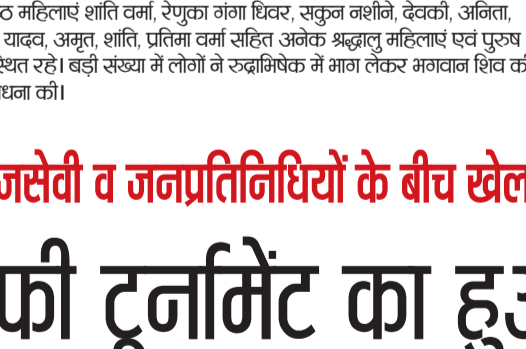 ठ महिलाएं शांति वर्मा, रेणुका गंगा धिवर, सकुन नशीने, देवकी, अनिता,
यादव, अमृत, शांति, प्रतिमा वर्मा सहित अनेक श्रद्धालु महिलाएं एवं पुरुष
स्थित रहे। बड़ी संख्या में लोगों ने रुद्राभिषेक में भाग लेकर भगवान शिव की
धना की।
जसेवी व जनप्रतिनिधियों के बीच खेल
फी टूर्नामेंट का हुआ